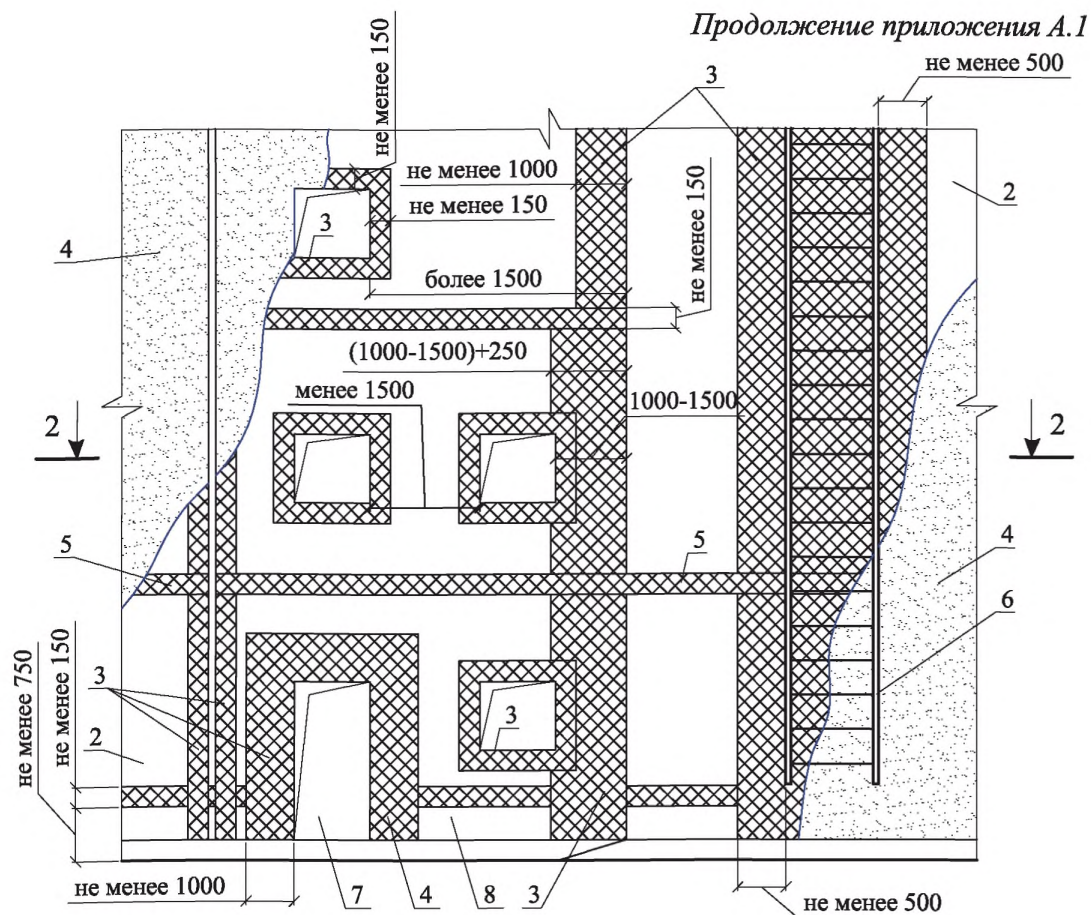 Продолжение приложения А.1
не менее 150
не менее 500
3
не менее 1000
не менее 150
не менее 150
2
4
3
более 1500
(1000-1500)+250
менее 1500
1000-1500
2
2
5
5
4
6
не менее 750
не менее 150
3
2
3
не менее 1000
7
4
8
3
не менее 500